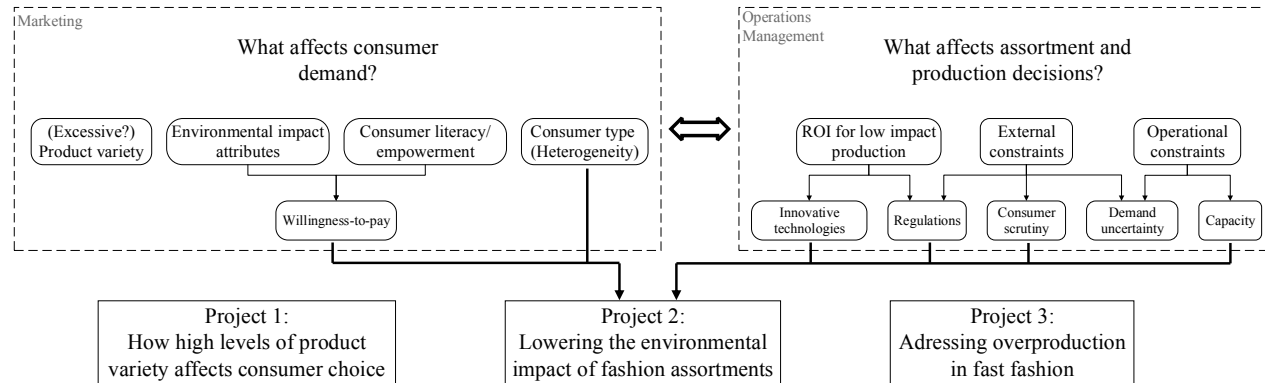 Marketing
What affects consumer
demand?
(Excessive?)
Product variety
Environmental impact
attributes
Consumer literacy/
empowerment
Consumer type
(Heterogeneity)
Willingness-to-pay
Operations
Management
What affects assortment and
production decisions?
ROI for low impact
production
External
constraints
Operational
constraints
Innovative
technologies
Regulations
Consumer
scrutiny
Demand
uncertainty
Capacity
Project 1:
How high levels of product
variety affects consumer choice
Project 2:
Lowering the environmental
impact of fashion assortments
Project 3:
Adressing overproduction
in fast fashion